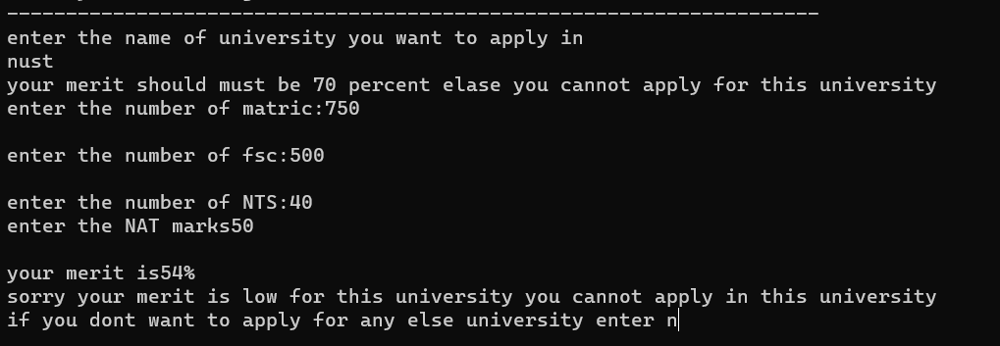 ---------------------------------------------------------------------
enter the name of university you want to apply in
nust
your merit should must be 70 percent elase you cannot apply for this university
enter the number of matric:750
enter the number of fsc:500
enter the number of NTS:40
enter the NAT marks50
your merit is54%
sorry your merit is low for this university you cannot apply in this university
if you dont want to apply for any else university enter n